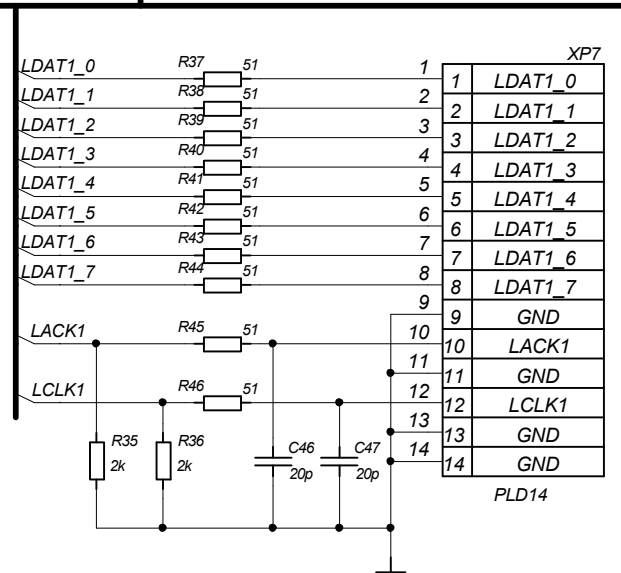 XP7
LDAT1_0 R37 51 1 1 LDAT1_0
LDAT1_1 R38 51 2 2 LDAT1_1
LDAT1_2 R39 51 3 3 LDAT1_2
LDAT1_3 R40 51 4 4 LDAT1_3
LDAT1_4 R41 51 5 5 LDAT1_4
LDAT1_5 R42 51 6 6 LDAT1_5
LDAT1_6 R43 51 7 7 LDAT1_6
LDAT1_7 R44 51 8 8 LDAT1_7
9 9 GND
LACK1 R45 51 10 10 LACK1
11 11 GND
LCLK1 R46 51 12 12 LCLK1
13 13 GND
R35 R36 C46 C47 14 14 GND
2k 2k 20p 20p
PLD14